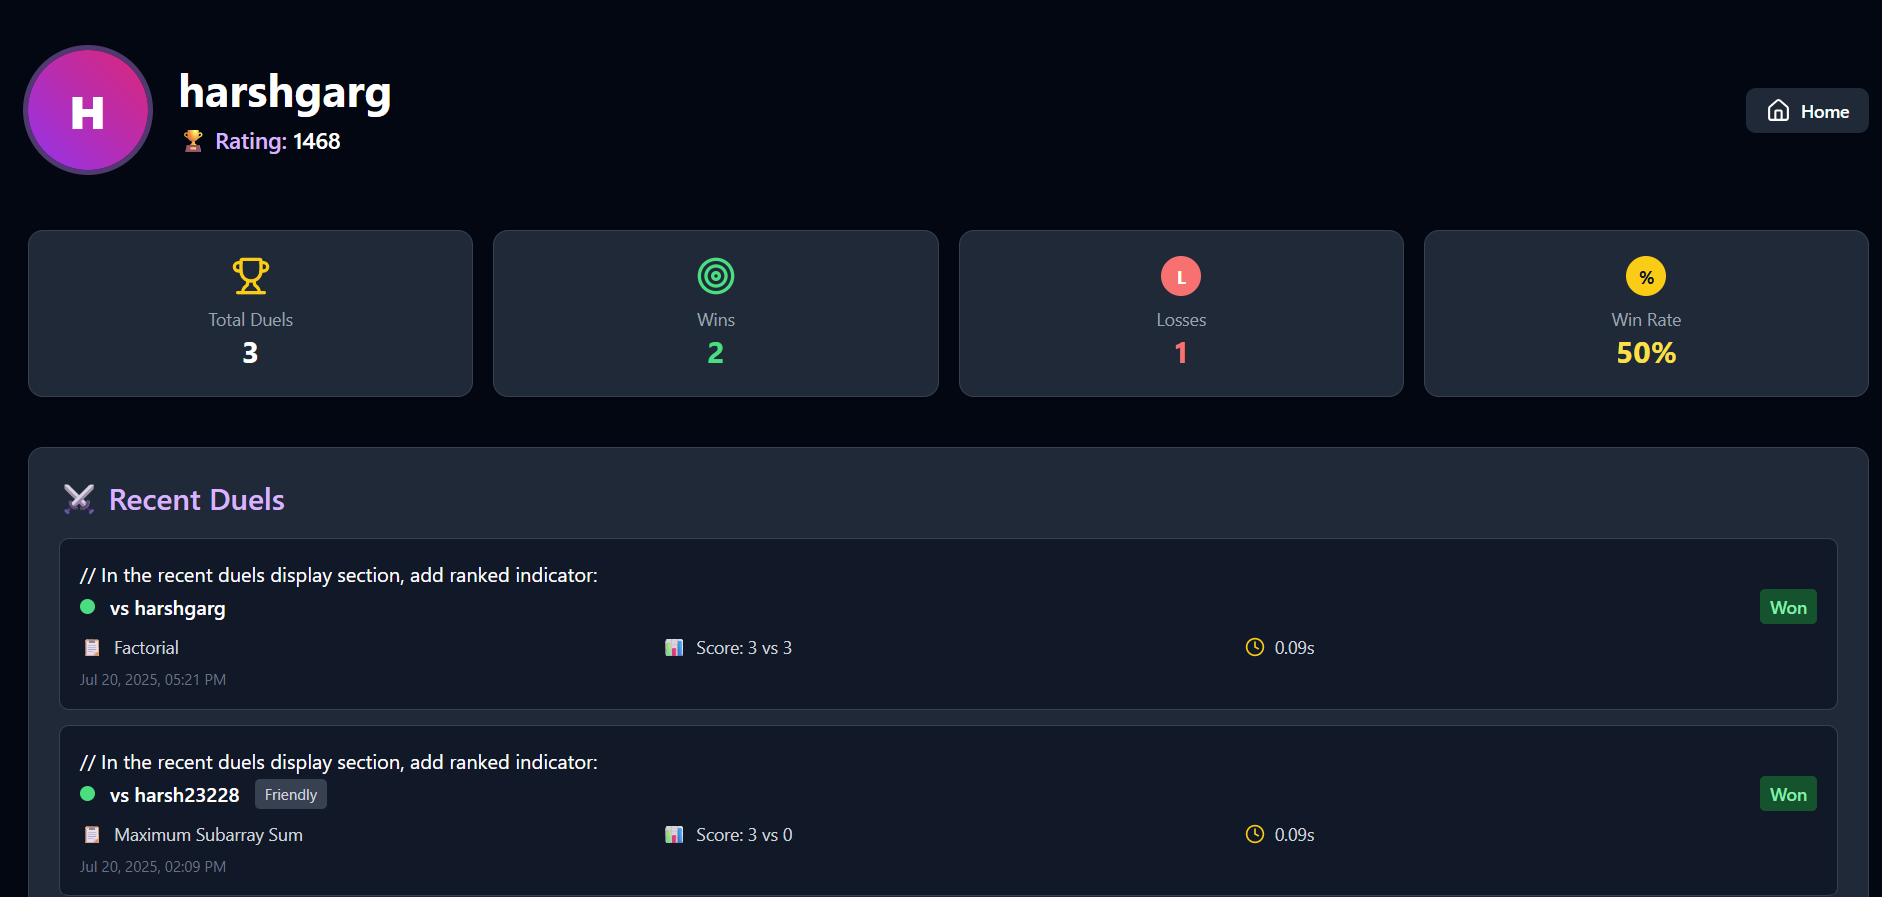 H
harshgarg
Rating: 1468
Home
Total Duels
3
Wins
2
L
Losses
1
%
Win Rate
50%
Recent Duels
// In the recent duels display section, add ranked indicator:
vs harshgarg
Won
Factorial
Score: 3 vs 3
0.09s
Jul 20, 2025, 05:21 PM
// In the recent duels display section, add ranked indicator:
vs harsh23228 Friendly
Won
Maximum Subarray Sum
Score: 3 vs 0
0.09s
Jul 20, 2025, 02:09 PM